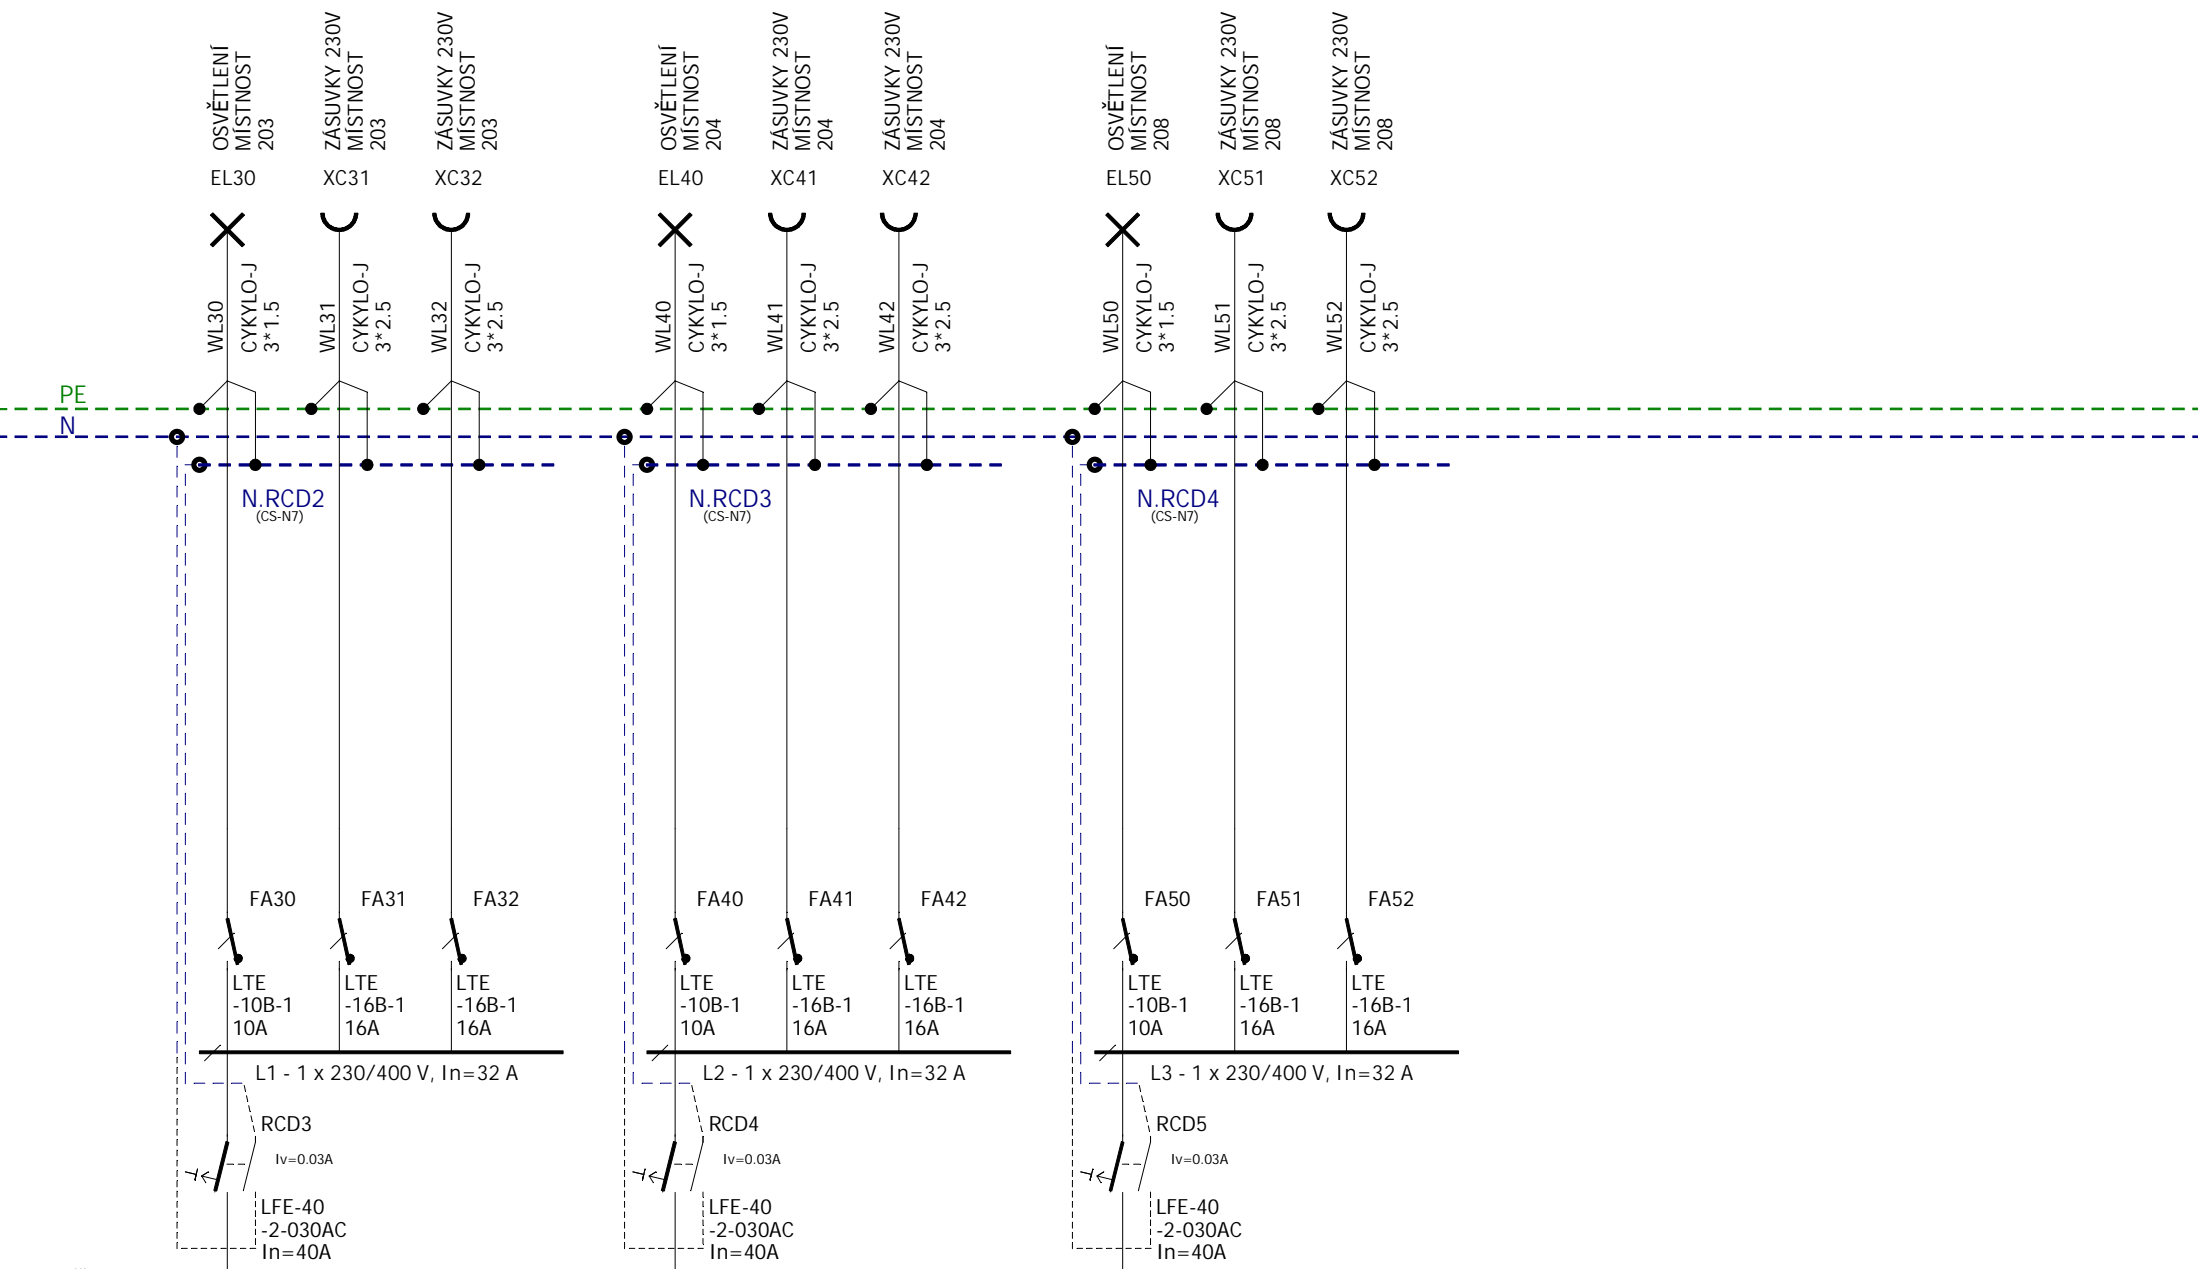 OSVĚTLENÍ
MÍSTNOST
203
ZÁSUVKY 230V
MÍSTNOST
203
ZÁSUVKY 230V
MÍSTNOST
203
OSVĚTLENÍ
MÍSTNOST
204
ZÁSUVKY 230V
MÍSTNOST
204
ZÁSUVKY 230V
MÍSTNOST
204
OSVĚTLENÍ
MÍSTNOST
208
ZÁSUVKY 230V
MÍSTNOST
208
ZÁSUVKY 230V
MÍSTNOST
208
EL30
XC31
XC32
EL40
XC41
XC42
EL50
XC51
XC52
WL30
CYKYLO-J
3*1.5
WL31
CYKYLO-J
3*2.5
WL32
CYKYLO-J
3*2.5
WL40
CYKYLO-J
3*1.5
WL41
CYKYLO-J
3*2.5
WL42
CYKYLO-J
3*2.5
WL50
CYKYLO-J
3*1.5
WL51
CYKYLO-J
3*2.5
WL52
CYKYLO-J
3*2.5
PE
N
N.RCD2
(CS-N7)
N.RCD3
(CS-N7)
N.RCD4
(CS-N7)
FA30
FA31
FA32
FA40
FA41
FA42
FA50
FA51
FA52
LTE
-10B-1
10A
LTE
-16B-1
16A
LTE
-16B-1
16A
LTE
-10B-1
10A
LTE
-16B-1
16A
LTE
-16B-1
16A
LTE
-10B-1
10A
LTE
-16B-1
16A
LTE
-16B-1
16A
L1 - 1 x 230/400 V, In=32 A
L2 - 1 x 230/400 V, In=32 A
L3 - 1 x 230/400 V, In=32 A
RCD3
Iv=0.03A
LFE-40
-2-030AC
In=40A
RCD4
Iv=0.03A
LFE-40
-2-030AC
In=40A
RCD5
Iv=0.03A
LFE-40
-2-030AC
In=40A